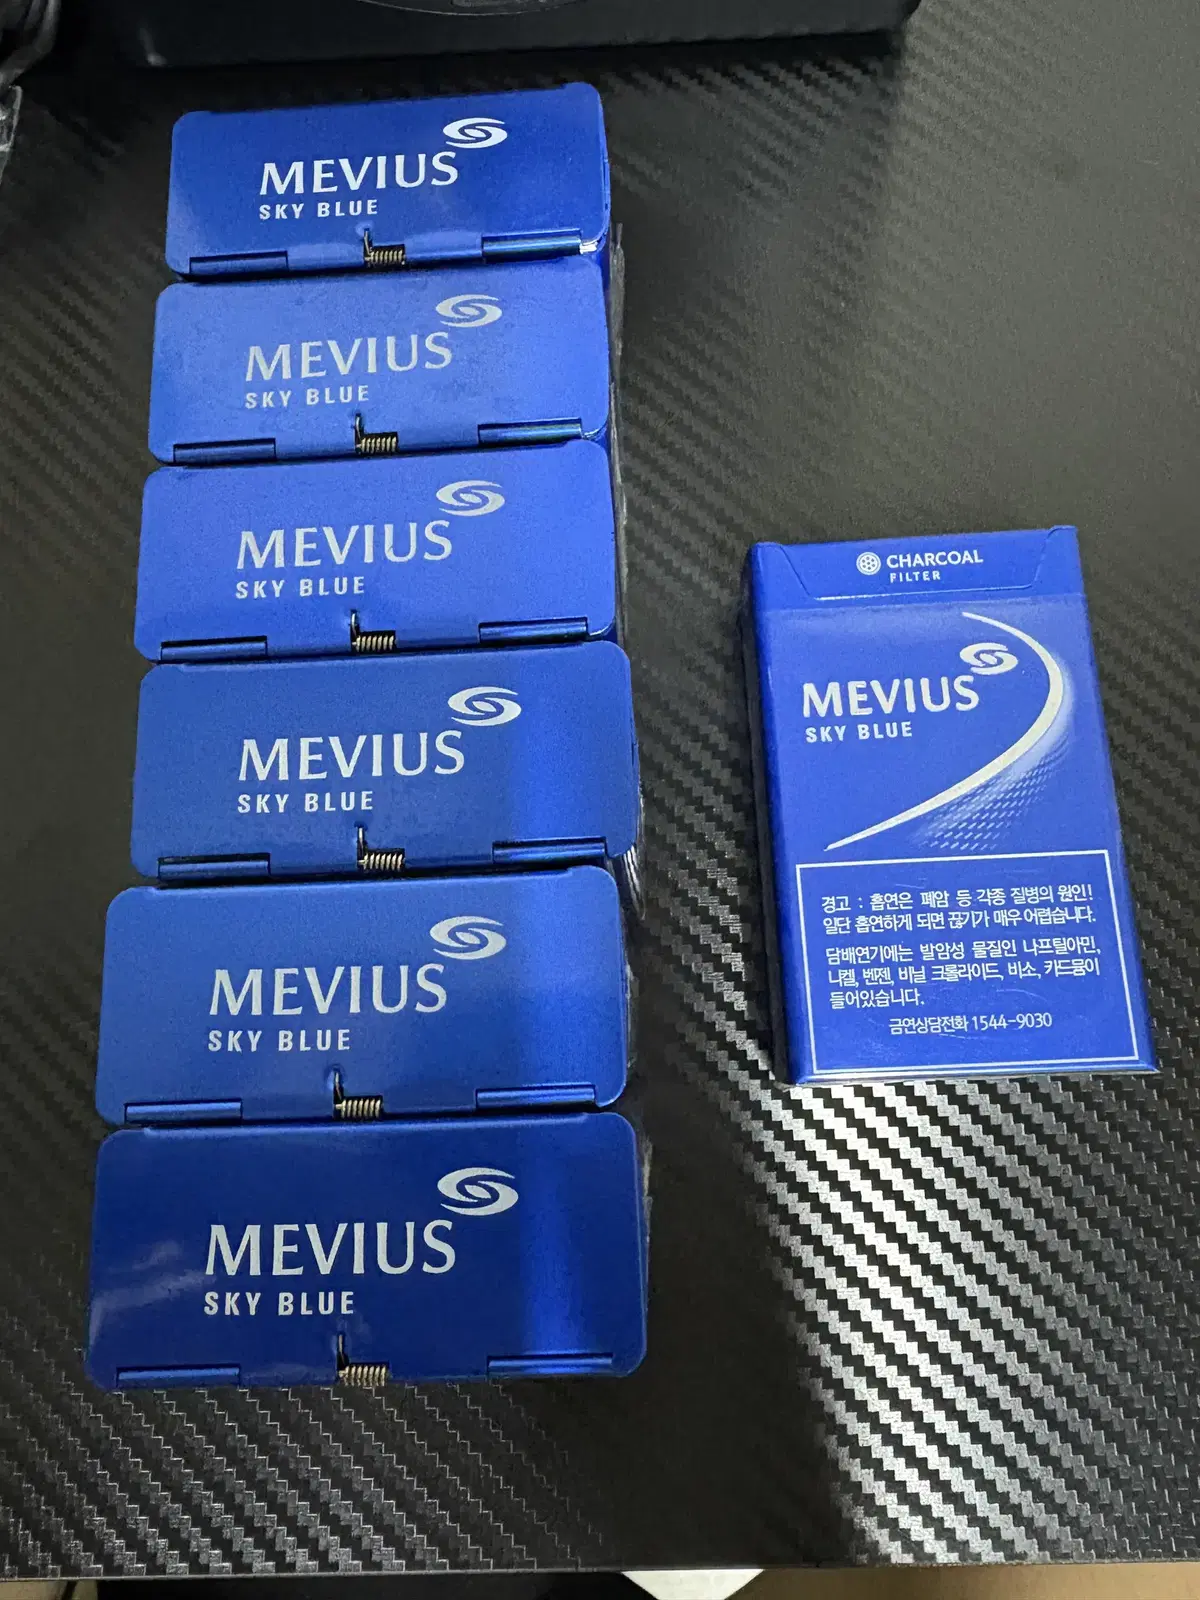 MEVIUS
SKY BLUE
MEVIUS
SKY BLUE
MEVIUS
SKY BLUE
MEVIUS
SKY BLUE
MEVIUS
SKY BLUE
MEVIUS
SKY BLUE
CHARCOAL
FILTER
MEVIUS
SKY BLUE
경고 : 흡연은 폐암 등 각종 질병의 원인!
일단 흡연하게 되면 끊기가 매우 어렵습니다.
담배연기에는 발암성 물질인 나프틸아민,
니켈, 벤젠, 비닐 크롤라이드, 비소, 카드뮴이
들어있습니다.
금연상담전화 1544-9030